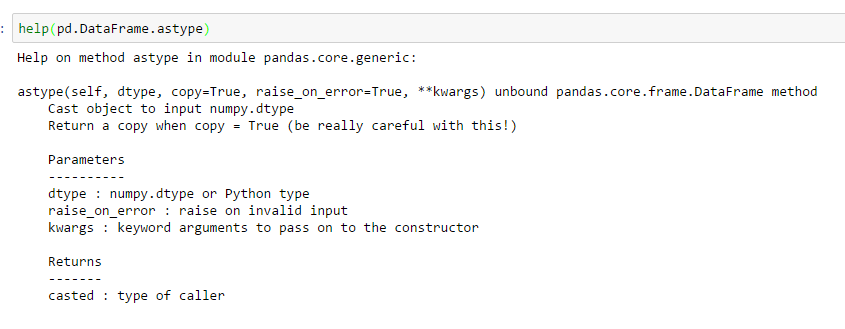 : help(pd.DataFrame.astype)
Help on method astype in module pandas.core.generic:
astype(self, dtype, copy=True, raise_on_error=True, **kwargs) unbound pandas.core.frame.DataFrame method
Cast object to input numpy.dtype
Return a copy when copy = True (be really careful with this!)
Parameters
----------
dtype : numpy.dtype or Python type
raise_on_error : raise on invalid input
kwargs : keyword arguments to pass on to the constructor
Returns
-------
casted : type of caller